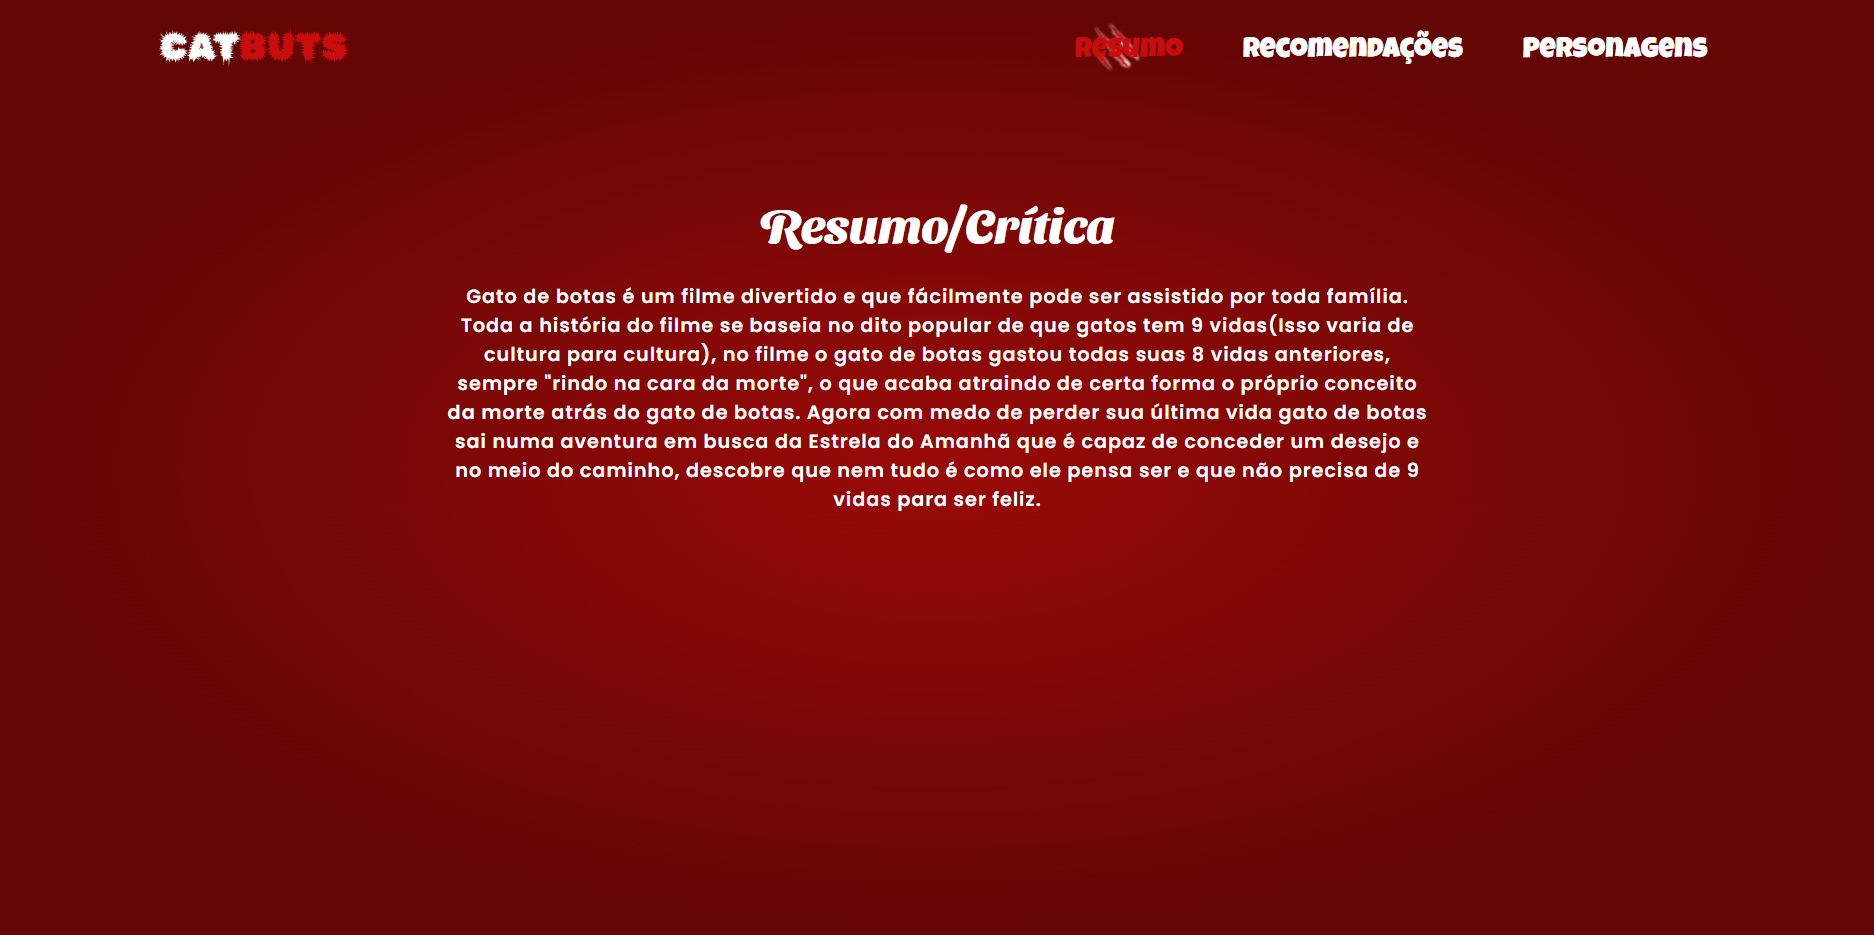 CATBUTS
Resumo Recomendações Personagens
Resumo/Crítica
Gato de botas é um filme divertido e que fácilmente pode ser assistido por toda família.
Toda a história do filme se baseia no dito popular de que gatos tem 9 vidas(Isso varia de
cultura para cultura), no filme o gato de botas gastou todas suas 8 vidas anteriores,
sempre "rindo na cara da morte", o que acaba atraindo de certa forma o próprio conceito
da morte atrás do gato de botas. Agora com medo de perder sua última vida gato de botas
sai numa aventura em busca da Estrela do Amanhã que é capaz de conceder um desejo e
no meio do caminho, descobre que nem tudo é como ele pensa ser e que não precisa de 9
vidas para ser feliz.